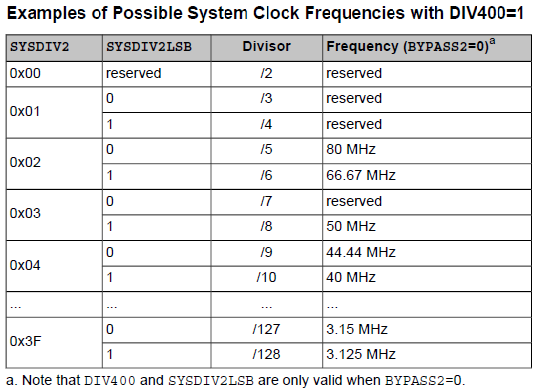 Examples of Possible System Clock Frequencies with DIV400=1
SYSDIV2 SYSDIV2LSB Divisor Frequency (BYPASS2=0)a
0x00 reserved /2 reserved
0x01 0 /3 reserved
1 /4 reserved
0x02 0 /5 80 MHz
1 /6 66.67 MHz
0x03 0 /7 reserved
1 /8 50 MHz
0x04 0 /9 44.44 MHz
1 /10 40 MHz
... ... ... ...
0x3F 0 /127 3.15 MHz
1 /128 3.125 MHz
a. Note that DIV400 and SYSDIV2LSB are only valid when BYPASS2=0.